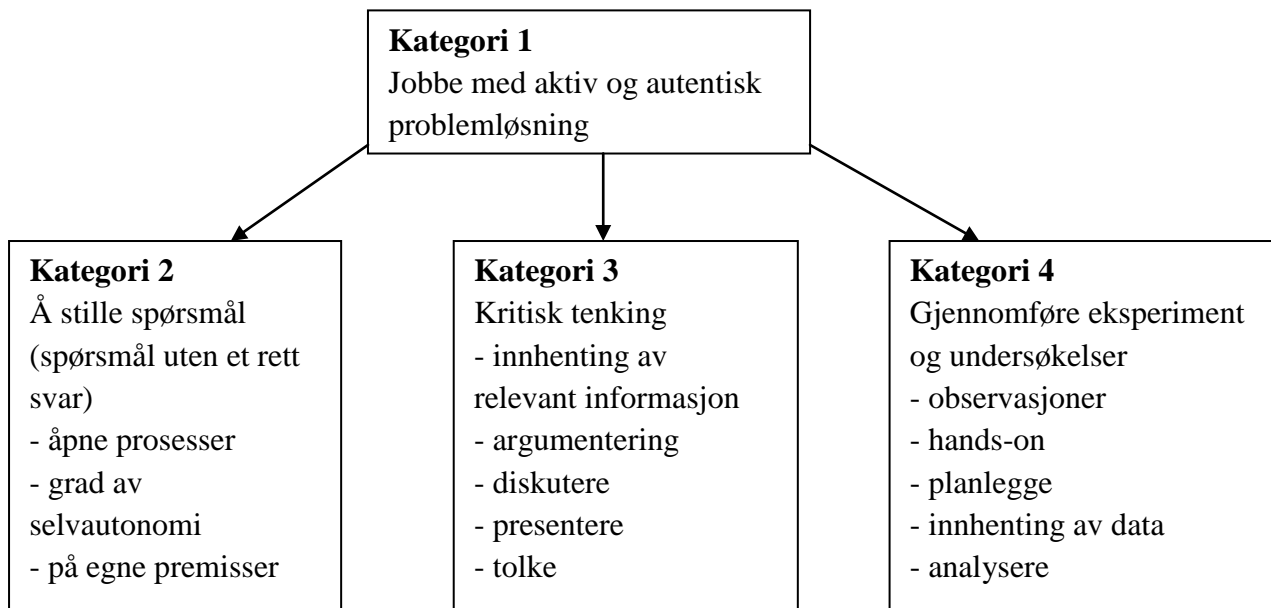 Kategori 1
Jobbe med aktiv og autentisk
problemløsning
Kategori 2
Å stille spørsmål
(spørsmål uten et rett
svar)
- åpne prosesser
- grad av
selvautonomi
- på egne premisser
Kategori 3
Kritisk tenking
- innhenting av
relevant informasjon
- argumentering
- diskutere
- presentere
- tolke
Kategori 4
Gjennomføre eksperiment
og undersøkelser
- observasjoner
- hands-on
- planlegge
- innhenting av data
- analysere